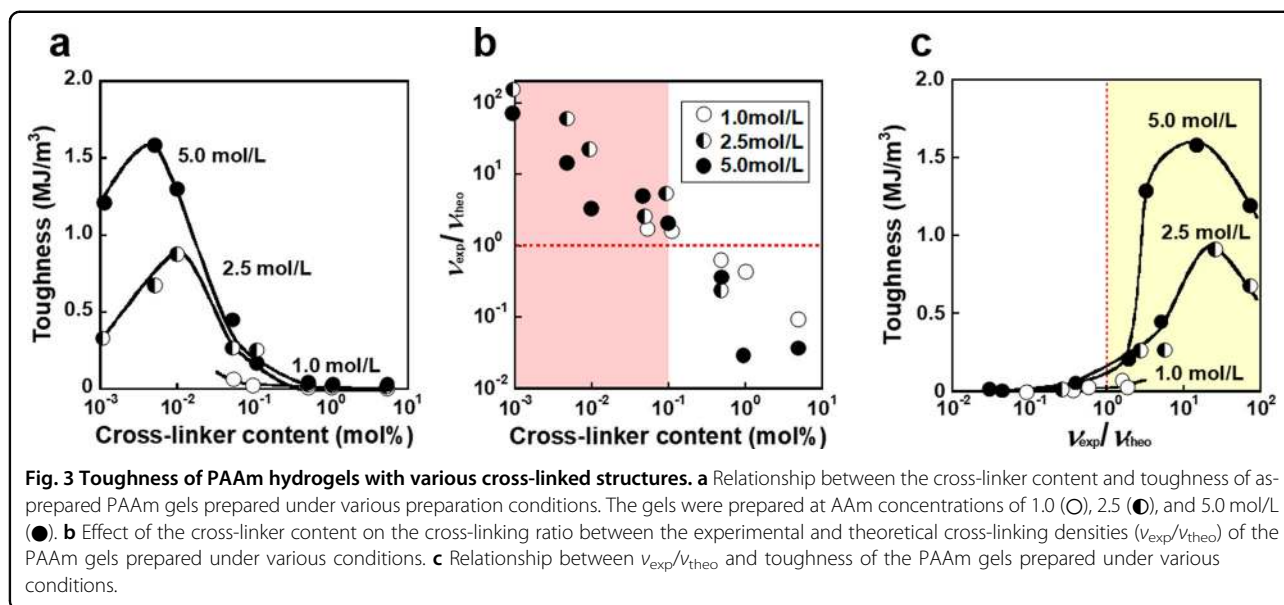 a
Toughness (MJ/m³)
2.0
1.5
1.0
0.5
0
5.0 mol/L
2.5 mol/L
1.0 mol/L
10⁻³ 10⁻² 10⁻¹ 10⁰ 10¹
Cross-linker content (mol%)
b
νexp/νtheo
10²
10¹
10⁰
10⁻¹
10⁻²
1.0mol/L
2.5mol/L
5.0mol/L
10⁻³ 10⁻² 10⁻¹ 10⁰ 10¹
Cross-linker content (mol%)
c
Toughness (MJ/m³)
2.0
1.5
1.0
0.5
0
5.0 mol/L
2.5 mol/L
1.0 mol/L
10⁻² 10⁻¹ 10⁰ 10¹ 10²
νexp/νtheo
Fig. 3 Toughness of PAAm hydrogels with various cross-linked structures. a Relationship between the cross-linker content and toughness of as-
prepared PAAm gels prepared under various preparation conditions. The gels were prepared at AAm concentrations of 1.0 (○), 2.5 (◐), and 5.0 mol/L
(●). b Effect of the cross-linker content on the cross-linking ratio between the experimental and theoretical cross-linking densities (νexp/νtheo) of the
PAAm gels prepared under various conditions. c Relationship between νexp/νtheo and toughness of the PAAm gels prepared under various
conditions.